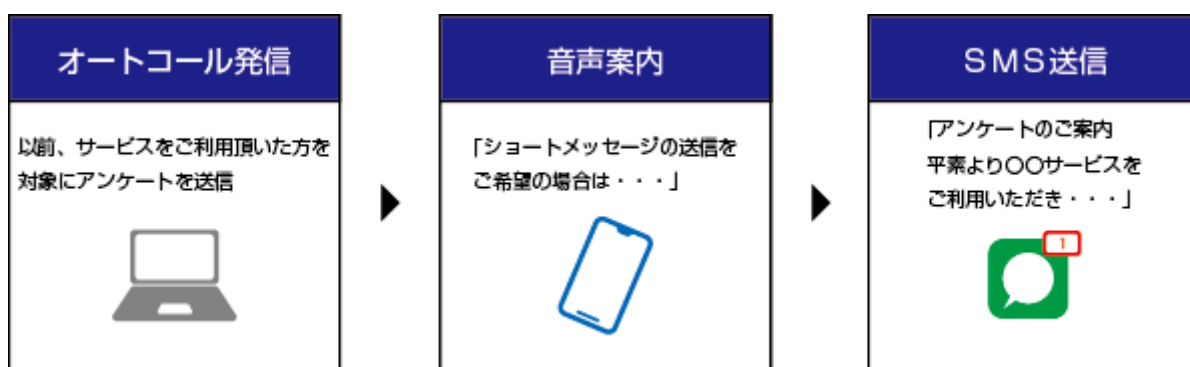 オートコール発信
以前、サービスをご利用頂いた方を
対象にアンケートを送信
音声案内
「ショートメッセージの送信を
ご希望の場合は・・・」
SMS送信
「アンケートのご案内
平素より〇〇サービスを
ご利用いただき・・・」
1